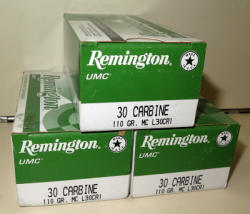 Remington
UMC
30 CARBINE
110 GR. MC L30CR1
Remington
UMC
30 CARBINE
110 GR. MC L30CR1
Remington
UMC
30 CARBINE
110 GR. MC L30CR1